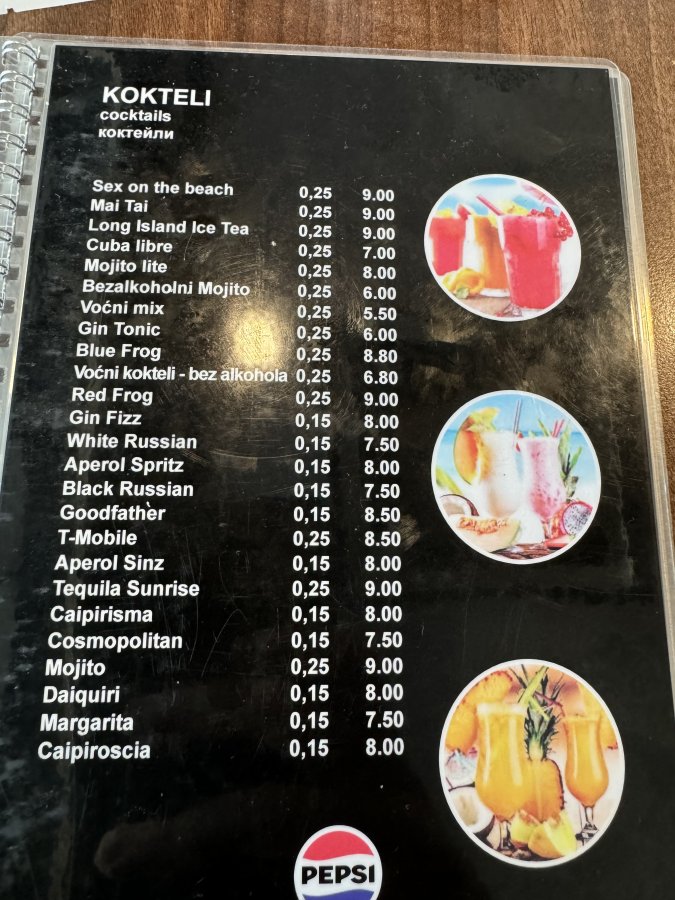 KOKTELI
cocktails
коктейли
Sex on the beach 0,25 9.00
Mai Tai 0,25 9.00
Long Island Ice Tea 0,25 9.00
Cuba libre 0,25 7.00
Mojito lite 0,25 8.00
Bezalkoholni Mojito 0,25 6.00
Voćni mix 0,25 5.50
Gin Tonic 0,25 6.00
Blue Frog 0,25 8.80
Voćni kokteli - bez alkohola 0,25 6.80
Red Frog 0,25 9.00
Gin Fizz 0,15 8.00
White Russian 0,15 7.50
Aperol Spritz 0,15 8.00
Black Russian 0,15 7.50
Goodfather 0,15 8.50
T-Mobile 0,25 8.50
Aperol Sinz 0,15 8.00
Tequila Sunrise 0,25 9.00
Caipirisma 0,15 8.00
Cosmopolitan 0,15 7.50
Mojito 0,25 9.00
Daiquiri 0,15 8.00
Margarita 0,15 7.50
Caipiroscia 0,15 8.00
PEPSI